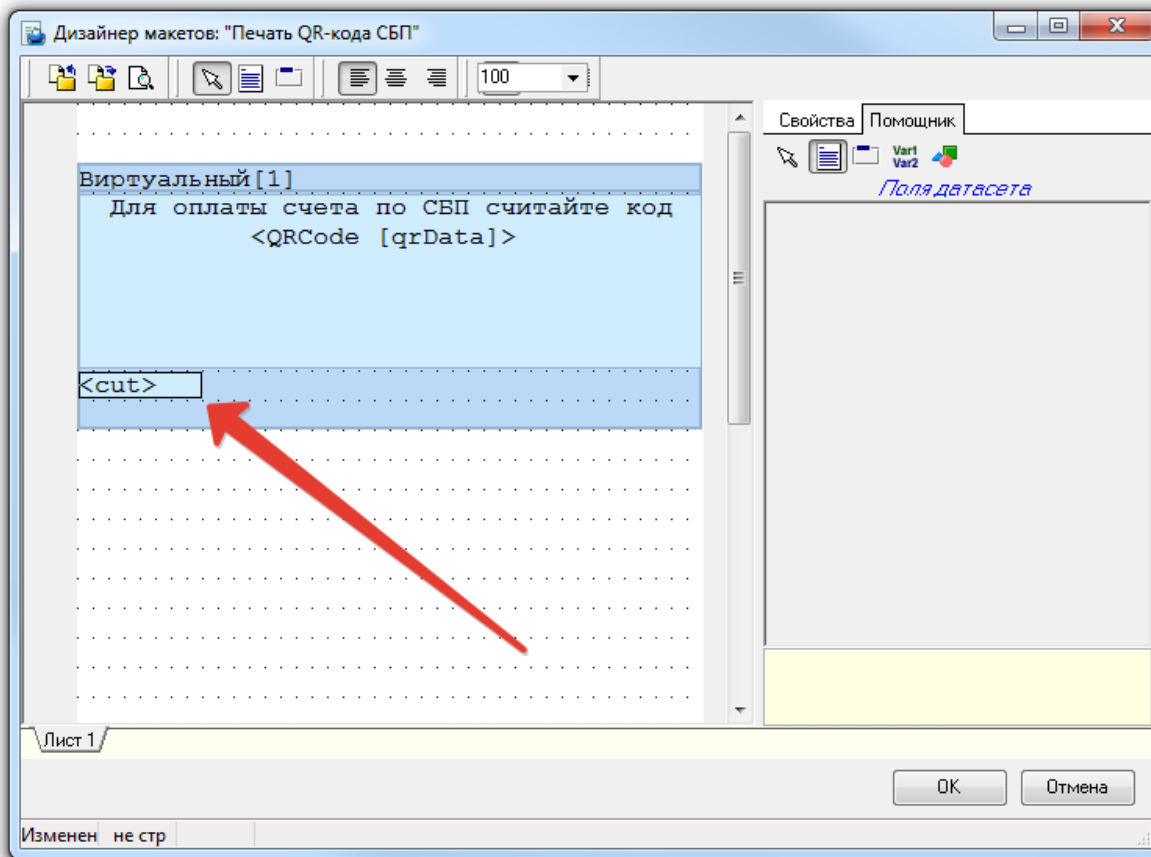 Дизайнер макетов: "Печать QR-кода СБП"
100
Свойства Помощник
Var1
Var2
Поля датасета
Виртуальный[1]
Для оплаты счета по СБП считайте код
<QRCode [qrData]>
<cut>
Лист 1
OK Отмена
Изменен не стр